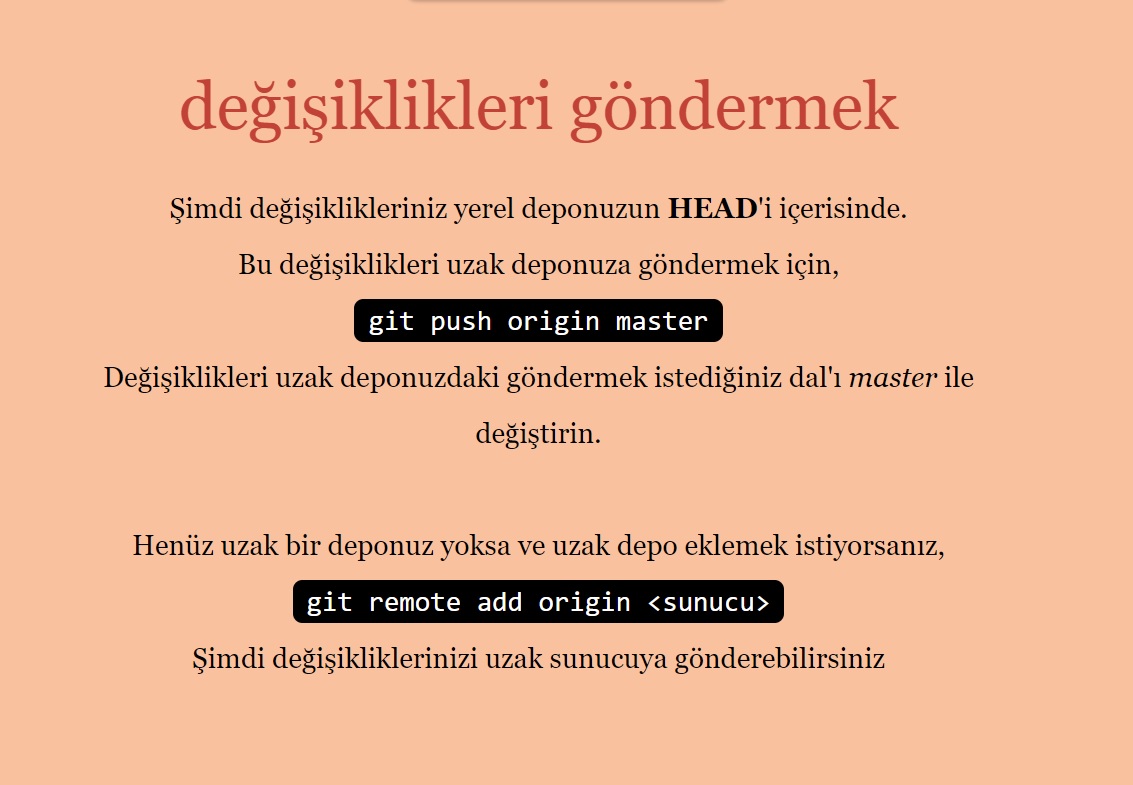 değişiklikleri göndermek
Şimdi değişiklikleriniz yerel deponuzun HEAD'i içerisinde.
Bu değişiklikleri uzak deponuza göndermek için,
git push origin master
Değişiklikleri uzak deponuzdaki göndermek istediğiniz dal'ı master ile
değiştirin.
Henüz uzak bir deponuz yoksa ve uzak depo eklemek istiyorsanız,
git remote add origin <sunucu>
Şimdi değişikliklerinizi uzak sunucuya gönderebilirsiniz